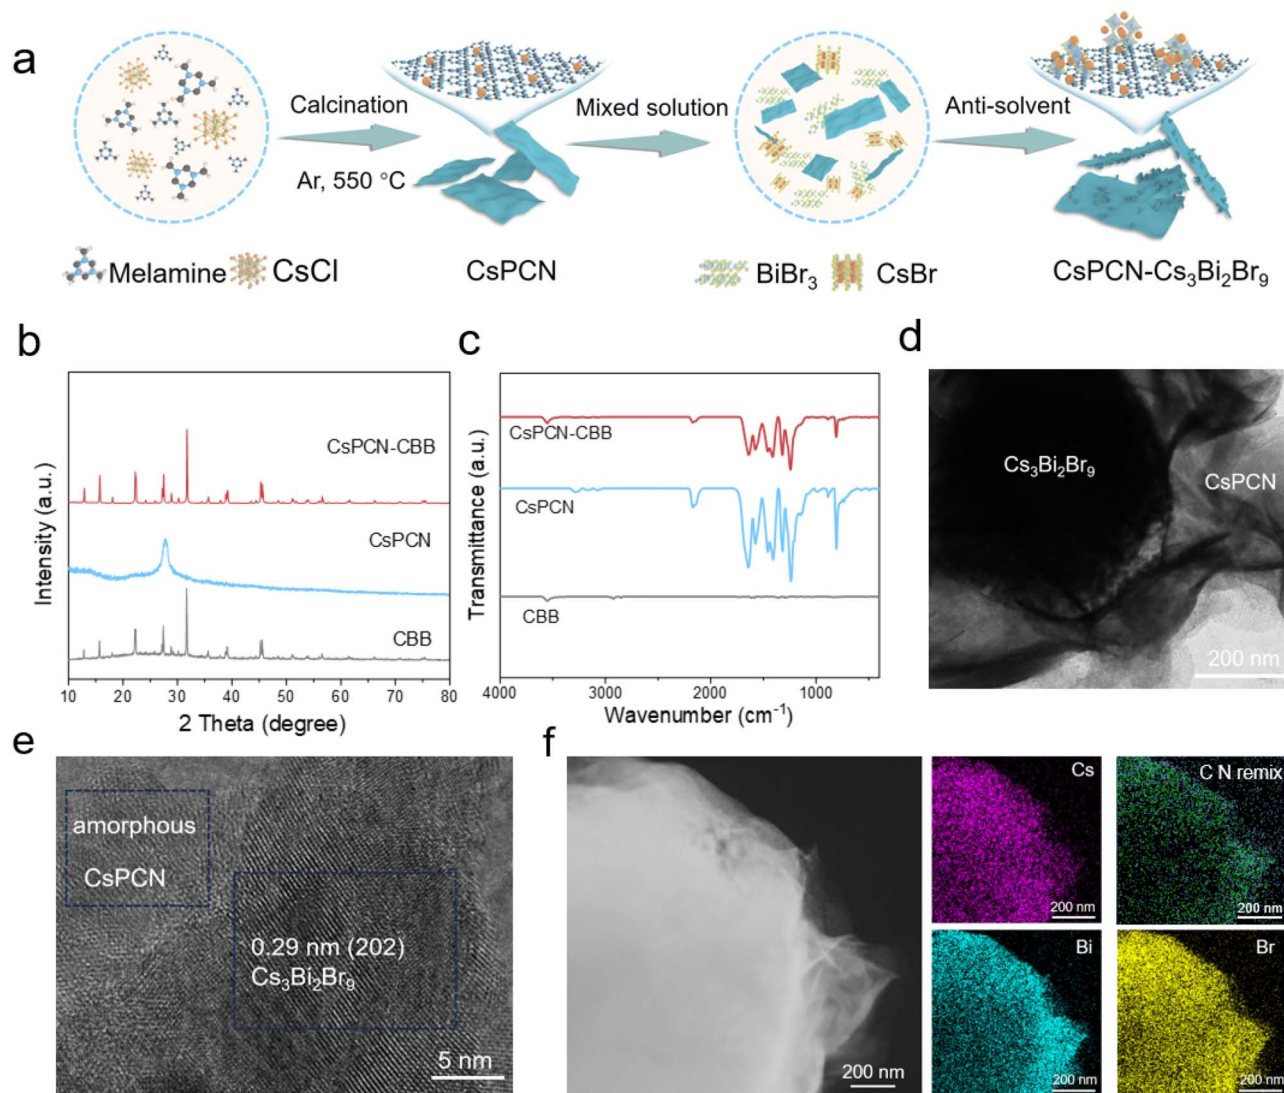 a
Calcination
Ar, 550 °C
Mixed solution
Anti-solvent
Melamine
CsCl
CsPCN
BiBr₃
CsBr
CsPCN-Cs₃Bi₂Br₉
b
CsPCN-CBB
CsPCN
CBB
Intensity (a.u.)
10 20 30 40 50 60 70 80
2 Theta (degree)
c
CsPCN-CBB
CsPCN
CBB
Transmittance (a.u.)
4000 3000 2000 1000
Wavenumber (cm⁻¹)
d
Cs₃Bi₂Br₉
CsPCN
200 nm
e
amorphous
CsPCN
0.29 nm (202)
Cs₃Bi₂Br₉
5 nm
f
200 nm
Cs
200 nm
C N remix
200 nm
Bi
200 nm
Br
200 nm